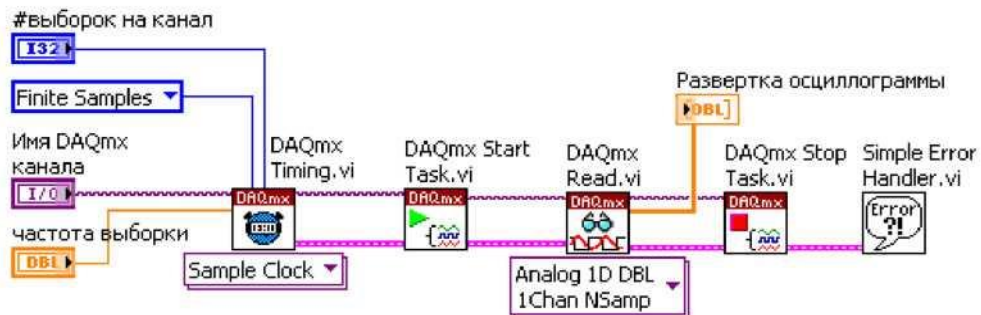 #выборок на канал
I32
Finite Samples
Имя DAQmx
канала
I/O
частота выборки
DBL
DAQmx
Timing.vi
DAQmx
Sample Clock
DAQmx Start
Task.vi
DAQmx
DAQmx
Read.vi
DAQmx
Analog 1D DBL
1Chan NSamp
Развертка осциллограммы
[DBL]
DAQmx Stop
Task.vi
DAQmx
Simple Error
Handler.vi
Error
?!